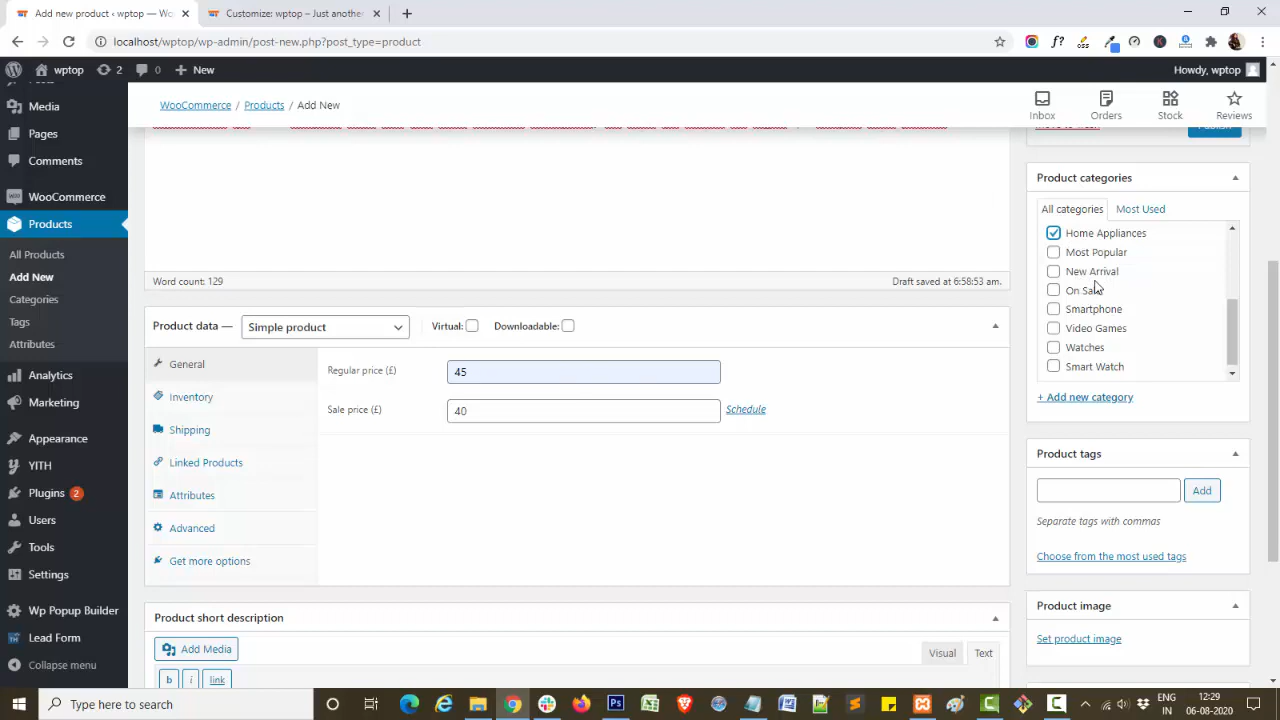 Add new product ‹ wptop — Wo
Customize: wptop – Just anothe
localhost/wptop/wp-admin/post-new.php?post_type=product
wptop
2
0
New
Howdy, wptop
Media
Pages
Comments
WooCommerce
Products
All Products
Add New
Categories
Tags
Attributes
Analytics
Marketing
Appearance
YITH
Plugins 2
Users
Tools
Settings
Wp Popup Builder
Lead Form
Collapse menu
WooCommerce / Products / Add New
Inbox
Orders
Stock
Reviews
Word count: 129
Draft saved at 6:58:53 am.
Product data —
Simple product
Virtual:
Downloadable:
General
Inventory
Shipping
Linked Products
Attributes
Advanced
Get more options
Regular price (£)
45
Sale price (£)
40
Schedule
Product short description
Add Media
Visual
Text
b
i
link
Product categories
All categories
Most Used
Home Appliances
Most Popular
New Arrival
On Sale
Smartphone
Video Games
Watches
Smart Watch
+ Add new category
Product tags
Add
Separate tags with commas
Choose from the most used tags
Product image
Set product image
Type here to search
ENG
IN
12:29
06-08-2020